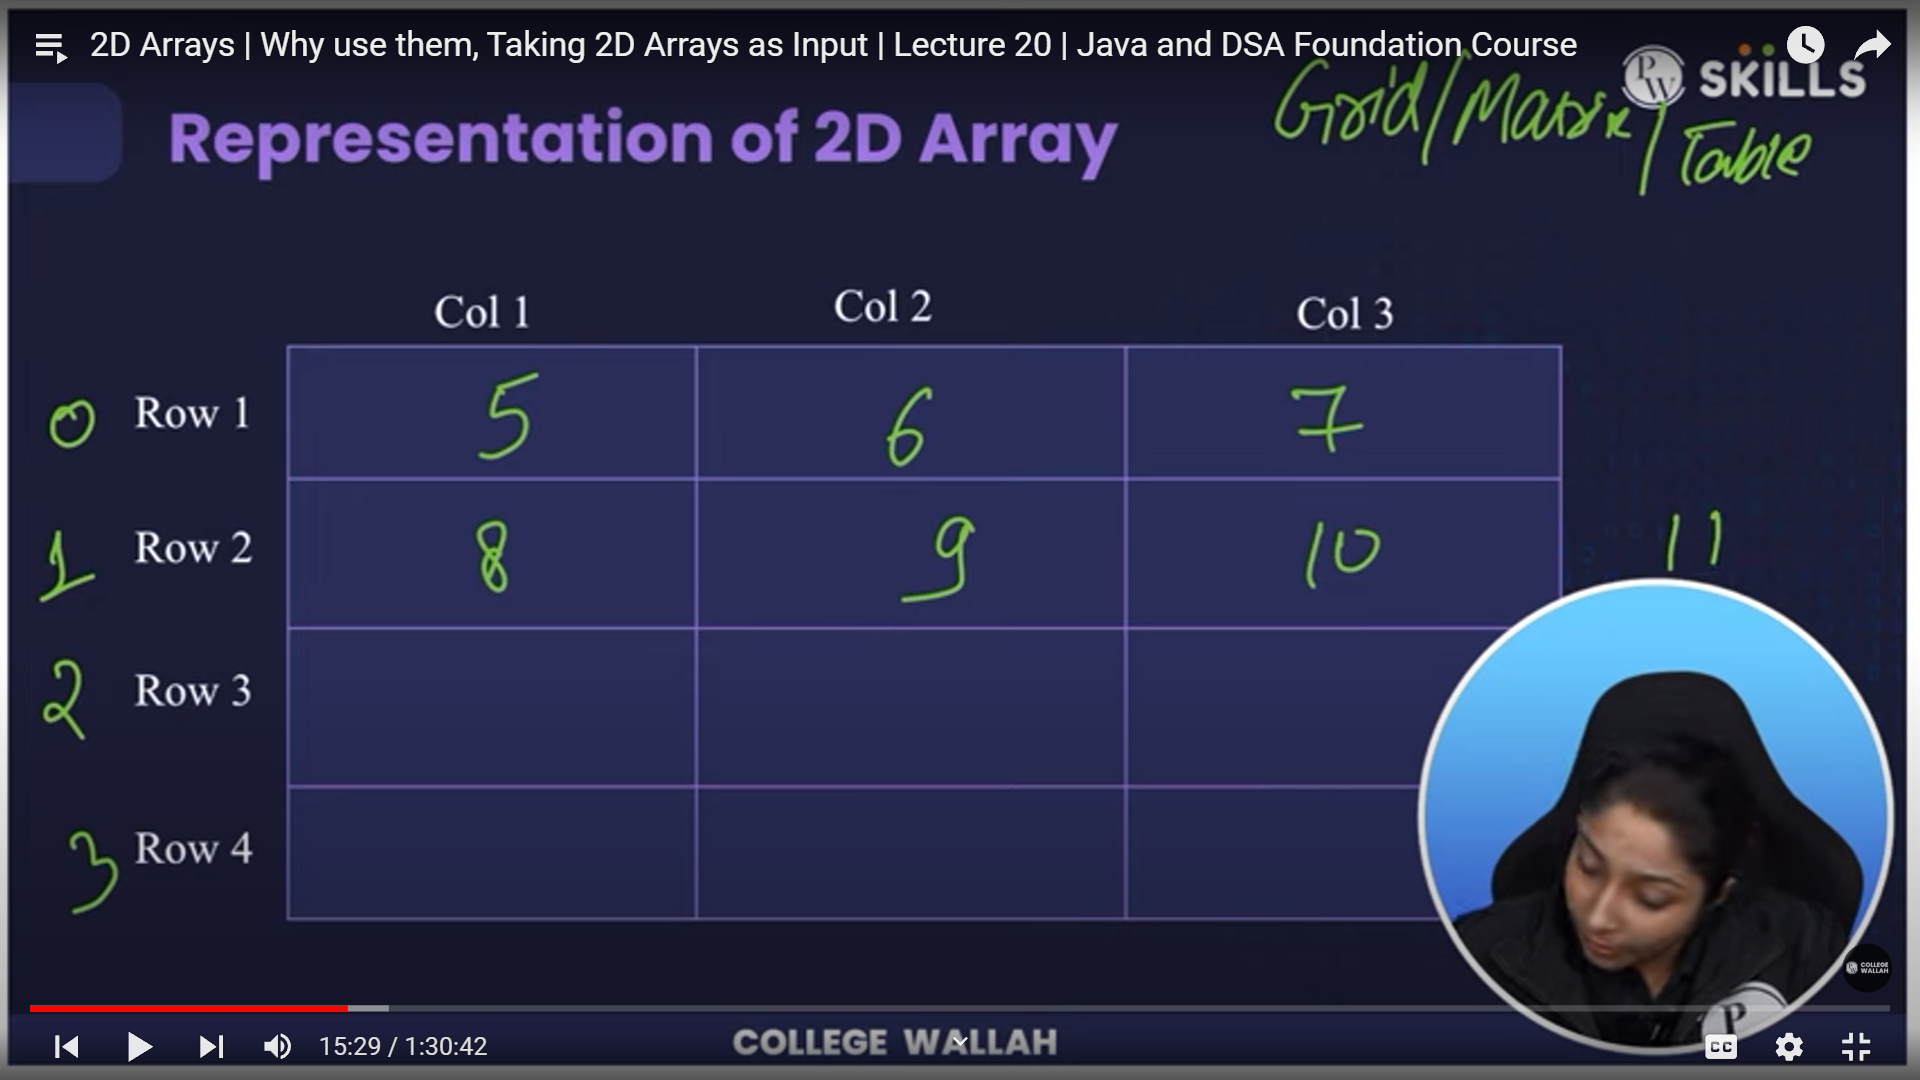 2D Arrays | Why use them, Taking 2D Arrays as Input | Lecture 20 | Java and DSA Foundation Course
PW SKILLS
Representation of 2D Array
Grid/Matrix/
Table
Col 1 Col 2 Col 3
0 Row 1 5 6 7
1 Row 2 8 9 10 11
2 Row 3
3 Row 4
COLLEGE
WALLAH
P
15:29 / 1:30:42
COLLEGE WALLAH
CC